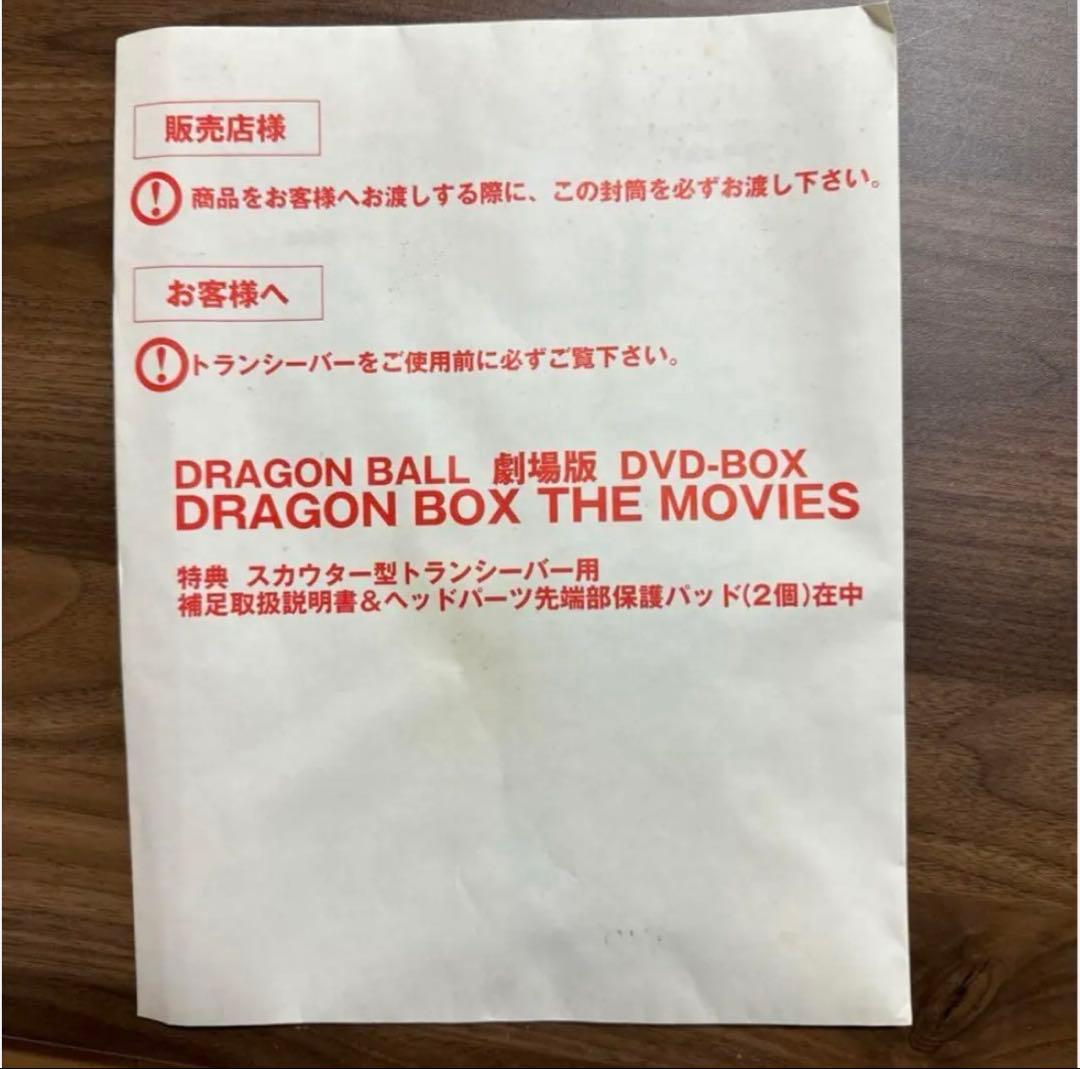 販売店様
商品をお客様へお渡しする際に、この封筒を必ずお渡し下さい。
お客様へ
トランシーバーをご使用前に必ずご覧下さい。
DRAGON BALL 劇場版 DVD-BOX
DRAGON BOX THE MOVIES
特典 スカウター型トランシーバー用
補足取扱説明書&ヘッドパーツ先端部保護パッド(2個)在中